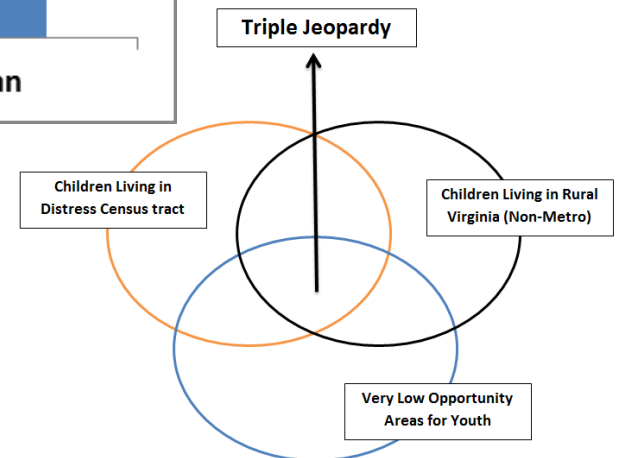 Triple Jeopardy
Children Living in
Distress Census tract
Children Living in Rural
Virginia (Non-Metro)
Very Low Opportunity
Areas for Youth